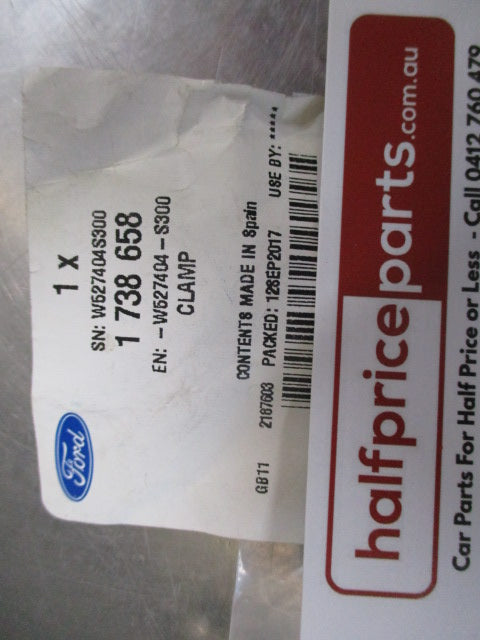 Ford
1 x
SN: W527404S300
1 738 658
EN: -W527404-S300
CLAMP
CONTENTS MADE IN Spain
GB11 2187603 PACKED: 12SEP2017 USE BY: *****
halfpriceparts.com.au
Car Parts For Half Price or Less - Call 0412 760 479